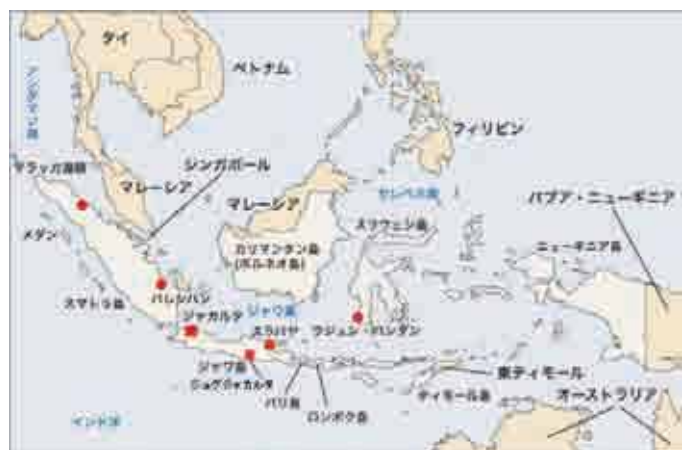 タイ
ベトナム
アンダマン海
フィリピン
マラッカ海峡
シンガポール
マレーシア
マレーシア
セレベス海
パプア・ニューギニア
メダン
スラウェシ島
ニューギニア島
カリマンタン島
(ボルネオ島)
パレンバン
スマトラ島
ジャカルタ
ジャワ海
スラバヤ
ウジュン・パンダン
ジャワ島
ジョグジャカルタ
バリ島
ロンボク島
東ティモール
ティモール島
オーストラリア
インド洋